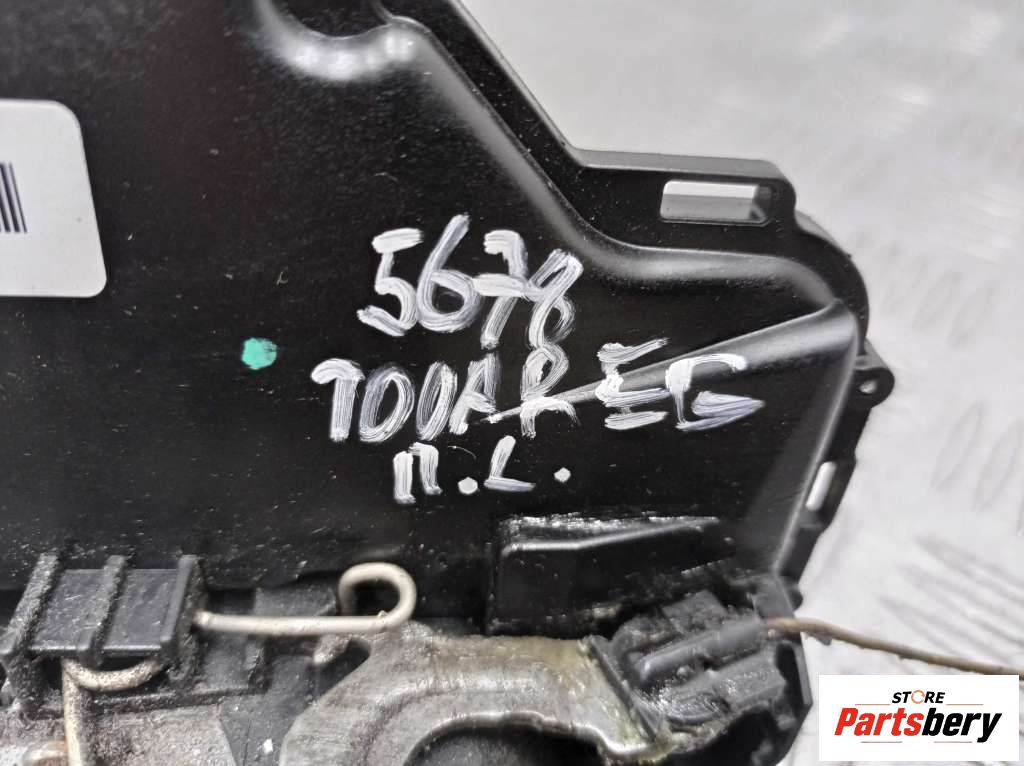 5678
TOUAREG
п.L.
STORE
Partsbery